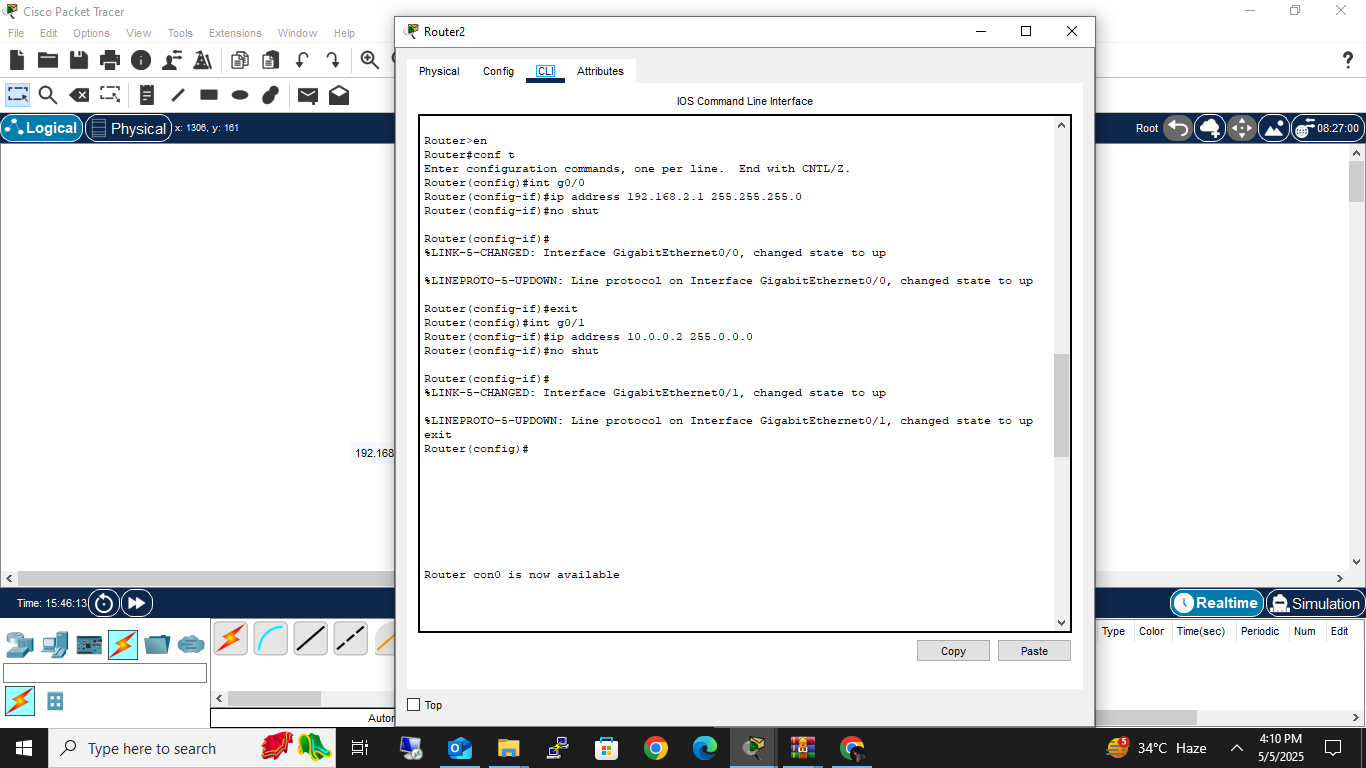 Cisco Packet Tracer
File Edit Options View Tools Extensions Window Help
Logical Physical x: 1306, y: 161
Root 08:27:00
192.168
Time: 15:46:13
Realtime Simulation
Type Color Time(sec) Periodic Num Edit
Autor
Router2
Physical Config CLI Attributes
IOS Command Line Interface
Router>en
Router#conf t
Enter configuration commands, one per line.  End with CNTL/Z.
Router(config)#int g0/0
Router(config-if)#ip address 192.168.2.1 255.255.255.0
Router(config-if)#no shut
Router(config-if)#
%LINK-5-CHANGED: Interface GigabitEthernet0/0, changed state to up
%LINEPROTO-5-UPDOWN: Line protocol on Interface GigabitEthernet0/0, changed state to up
Router(config-if)#exit
Router(config)#int g0/1
Router(config-if)#ip address 10.0.0.2 255.0.0.0
Router(config-if)#no shut
Router(config-if)#
%LINK-5-CHANGED: Interface GigabitEthernet0/1, changed state to up
%LINEPROTO-5-UPDOWN: Line protocol on Interface GigabitEthernet0/1, changed state to up
exit
Router(config)#
Router con0 is now available
Copy Paste
Top
Type here to search
5
34°C Haze
4:10 PM
5/5/2025